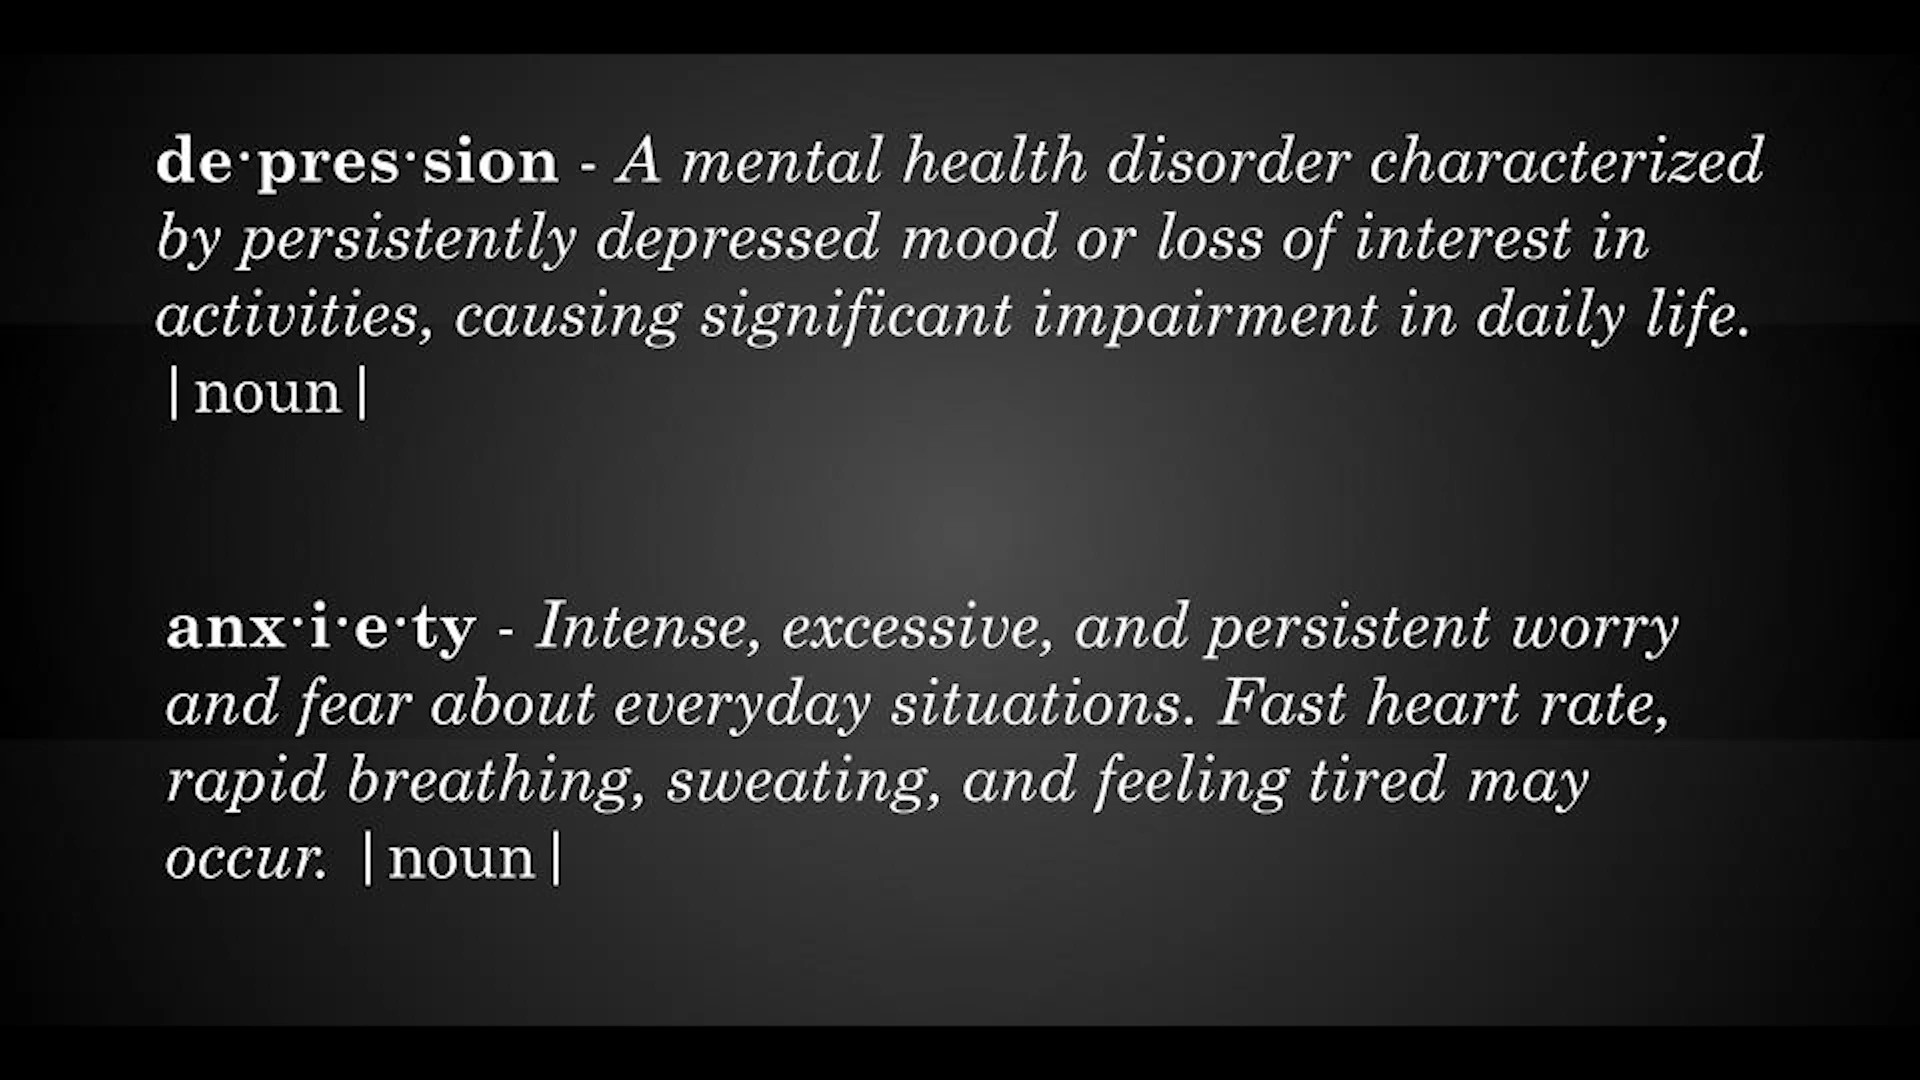 de·pres·sion - A mental health disorder characterized
by persistently depressed mood or loss of interest in
activities, causing significant impairment in daily life.
|noun|
anx·i·e·ty - Intense, excessive, and persistent worry
and fear about everyday situations. Fast heart rate,
rapid breathing, sweating, and feeling tired may
occur. |noun|